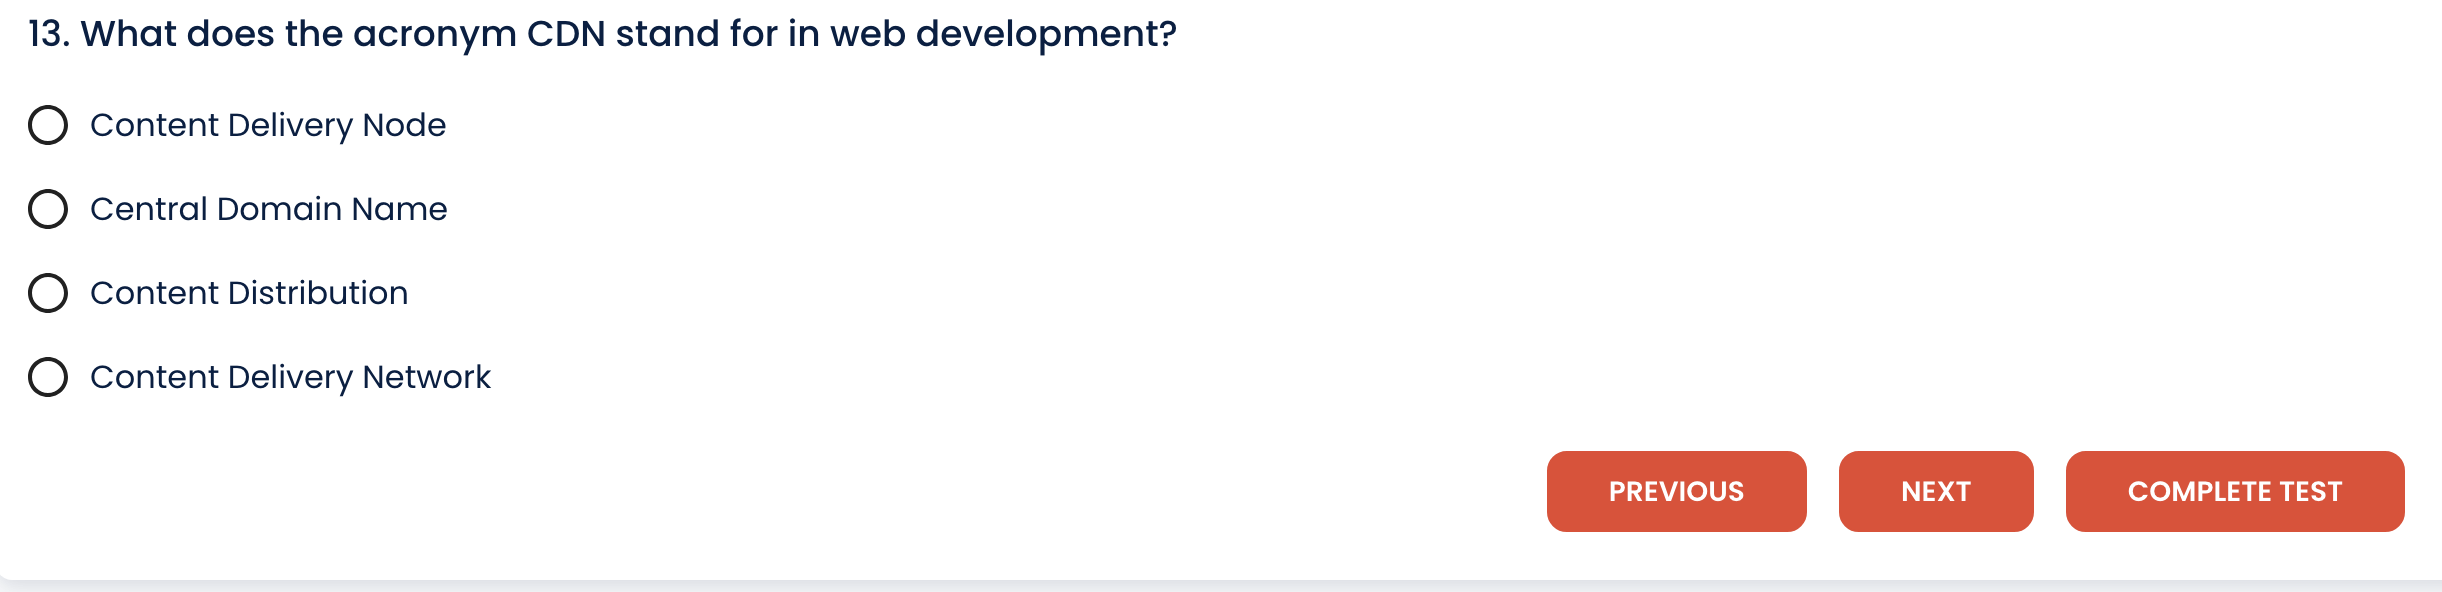 13. What does the acronym CDN stand for in web development?
Content Delivery Node
Central Domain Name
Content Distribution
Content Delivery Network
PREVIOUS NEXT COMPLETE TEST